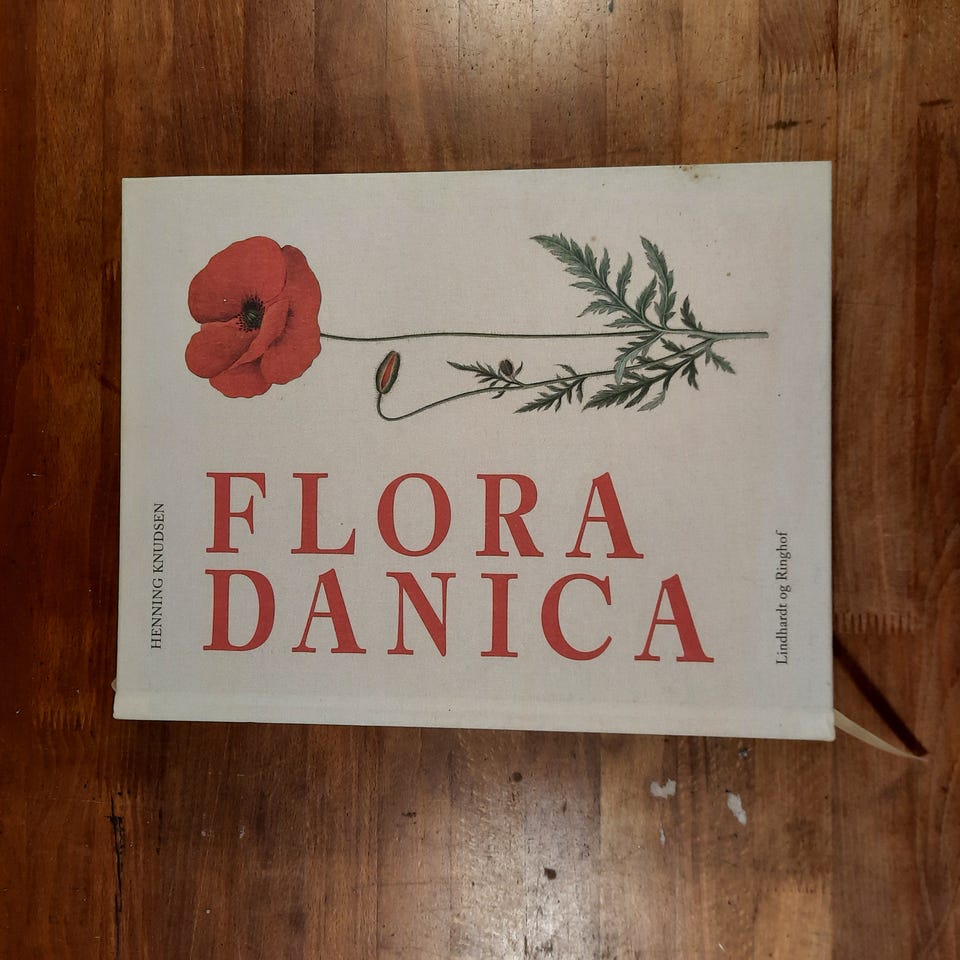 HENNING KNUDSEN
FLORA
DANICA
Lindhardt og Ringhof